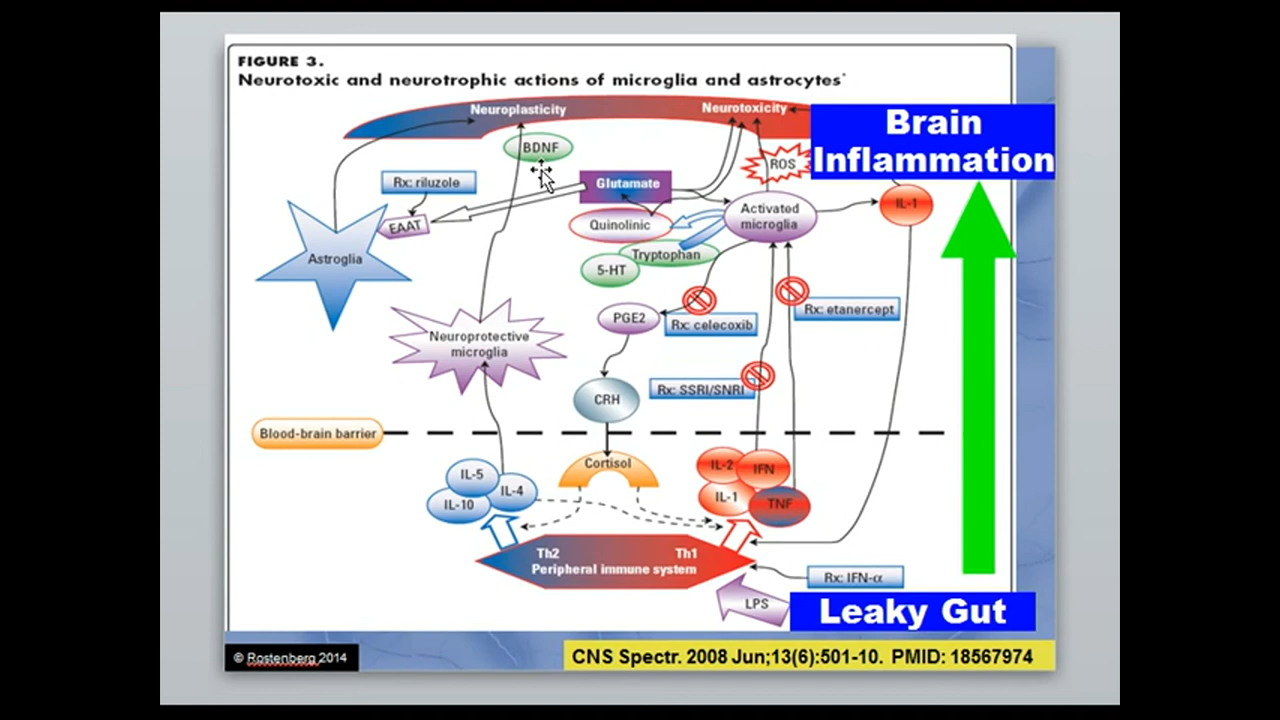 FIGURE 3.
Neurotoxic and neurotrophic actions of microglia and astrocytes*
Neuroplasticity
Neurotoxicity
Brain
Inflammation
BDNF
ROS
Rx: riluzole
Glutamate
IL-1
EAAT
Quinolinic
Activated
microglia
Astroglia
Tryptophan
5-HT
Rx: etanercept
PGE2
Rx: celecoxib
Neuroprotective
microglia
Rx: SSRI/SNRI
CRH
Blood-brain barrier
Cortisol
IL-5
IL-4
IL-10
IL-2
IFN
IL-1
TNF
Th2
Th1
Peripheral immune system
Rx: IFN-α
LPS
Leaky Gut
© Rostenberg 2014
CNS Spectr. 2008 Jun;13(6):501-10. PMID: 18567974